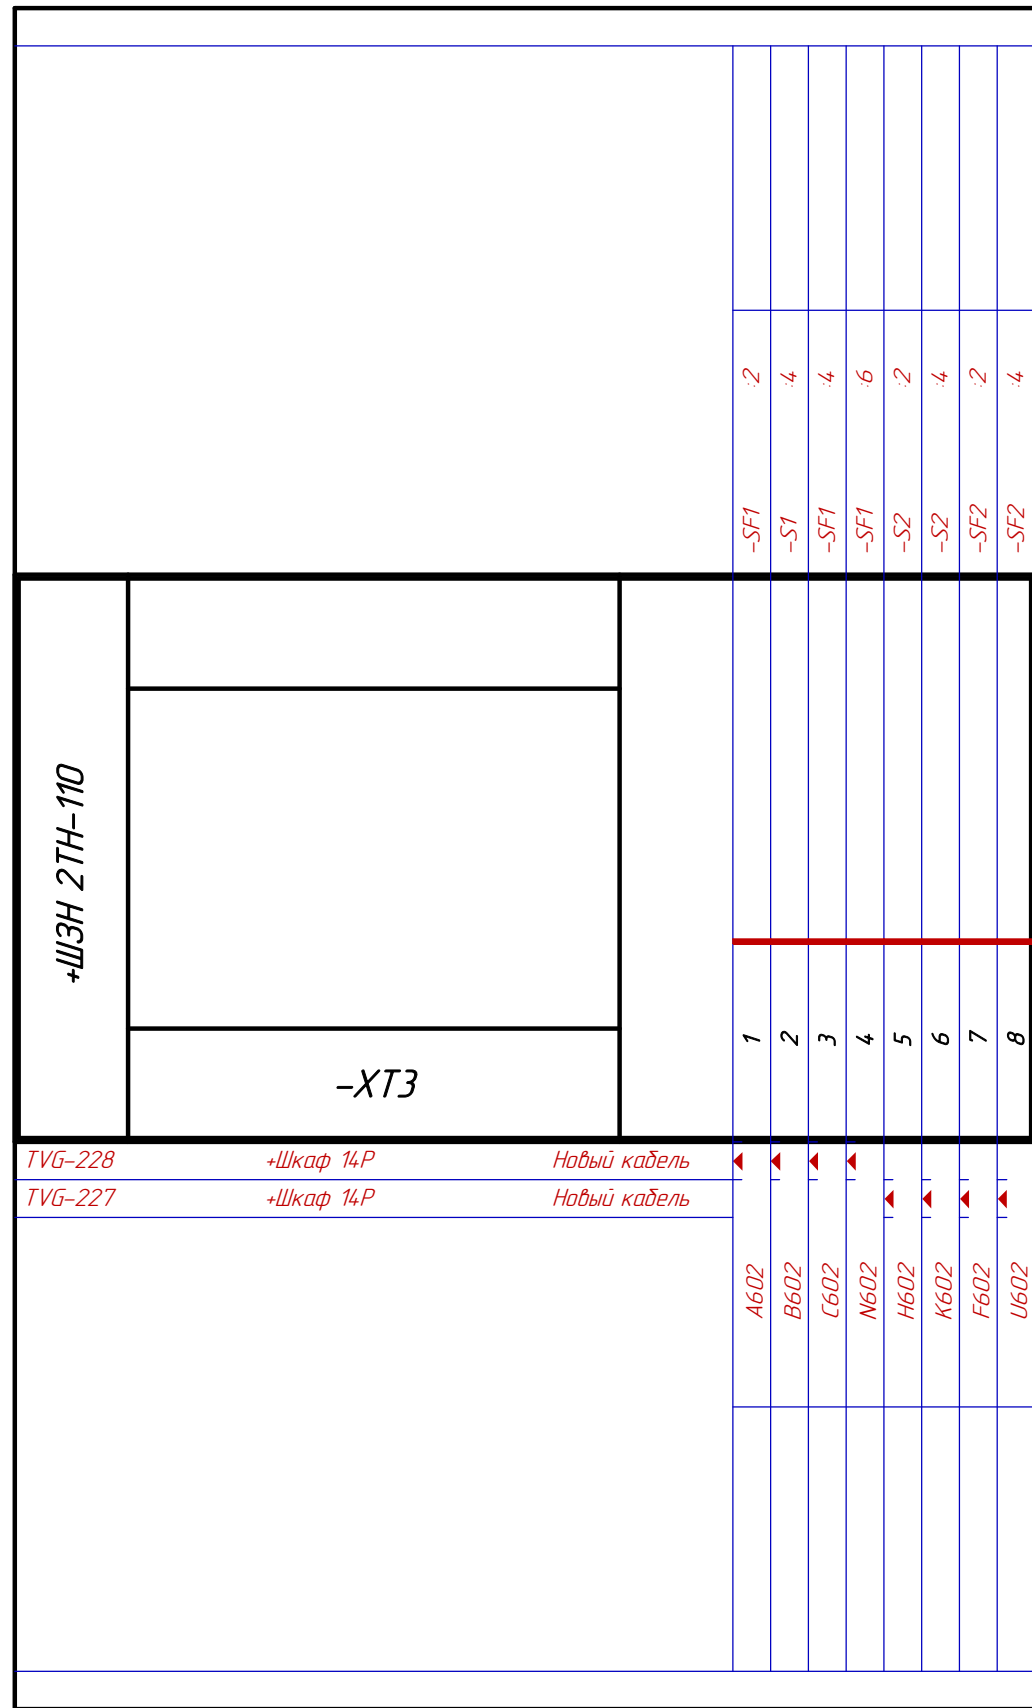 :2 :4 :4 :6 :2 :4 :2 :4
-SF1 -S1 -SF1 -SF1 -S2 -S2 -SF2 -SF2
+ШЗН 2ТН-110
1 2 3 4 5 6 7 8
-XT3
TVG-228 +Шкаф 14Р Новый кабель
TVG-227 +Шкаф 14Р Новый кабель
A602 B602 C602 N602 H602 K602 F602 U602